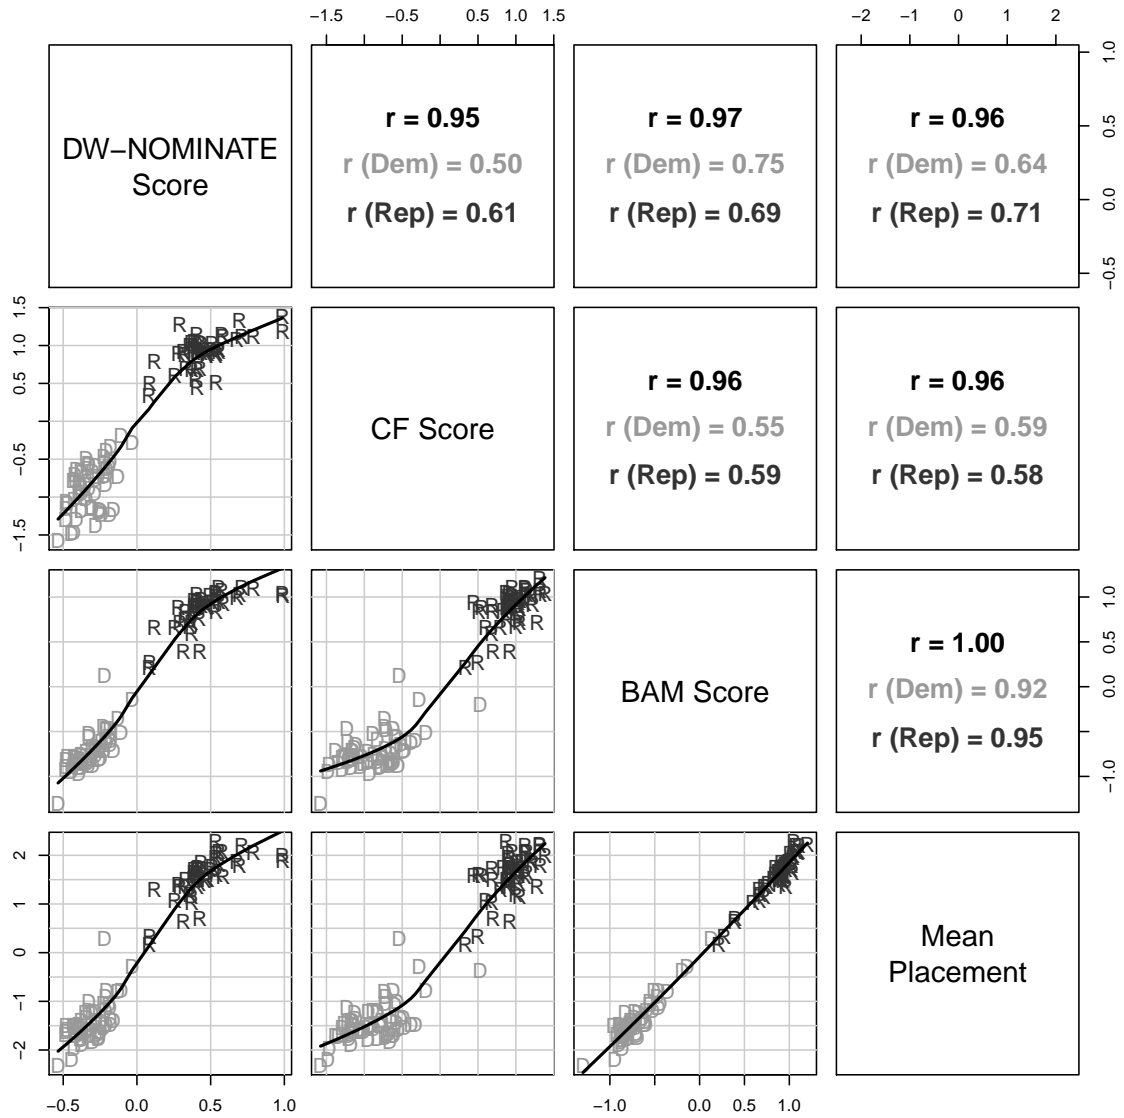 −1.5 −0.5 0.5 1.0 1.5 −2 −1 0 1 2
DW−NOMINATE
Score
r = 0.95
r (Dem) = 0.50
r (Rep) = 0.61
r = 0.97
r (Dem) = 0.75
r (Rep) = 0.69
r = 0.96
r (Dem) = 0.64
r (Rep) = 0.71
1.0
0.5
0.0
−0.5
1.5
1.0
0.5
−0.5
−1.5
CF Score
r = 0.96
r (Dem) = 0.55
r (Rep) = 0.59
r = 0.96
r (Dem) = 0.59
r (Rep) = 0.58
BAM Score
r = 1.00
r (Dem) = 0.92
r (Rep) = 0.95
1.0
0.5
0.0
−1.0
2
1
0
−1
−2
Mean
Placement
−0.5 0.0 0.5 1.0 −1.0 0.0 0.5 1.0